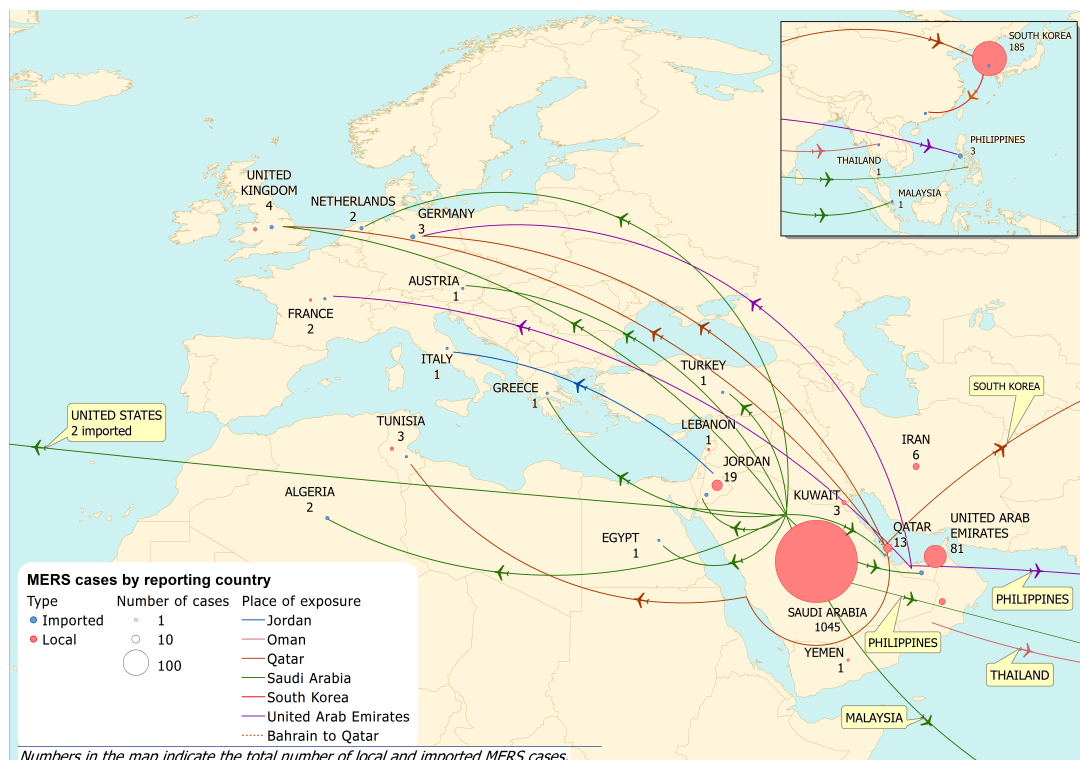 SOUTH KOREA
185
PHILIPPINES
3
THAILAND
1
MALAYSIA
1
UNITED
KINGDOM
4
NETHERLANDS
2
GERMANY
3
AUSTRIA
1
FRANCE
2
ITALY
1
GREECE
1
TURKEY
1
SOUTH KOREA
UNITED STATES
2 imported
TUNISIA
3
LEBANON
1
IRAN
6
JORDAN
19
ALGERIA
2
KUWAIT
3
QATAR
13
UNITED ARAB
EMIRATES
81
EGYPT
1
PHILIPPINES
SAUDI ARABIA
1045
PHILIPPINES
YEMEN
1
THAILAND
MALAYSIA
MERS cases by reporting country
Type
Imported
Local
Number of cases
1
10
100
Place of exposure
Jordan
Oman
Qatar
Saudi Arabia
South Korea
United Arab Emirates
Bahrain to Qatar
Numbers in the map indicate the total number of local and imported MERS cases.